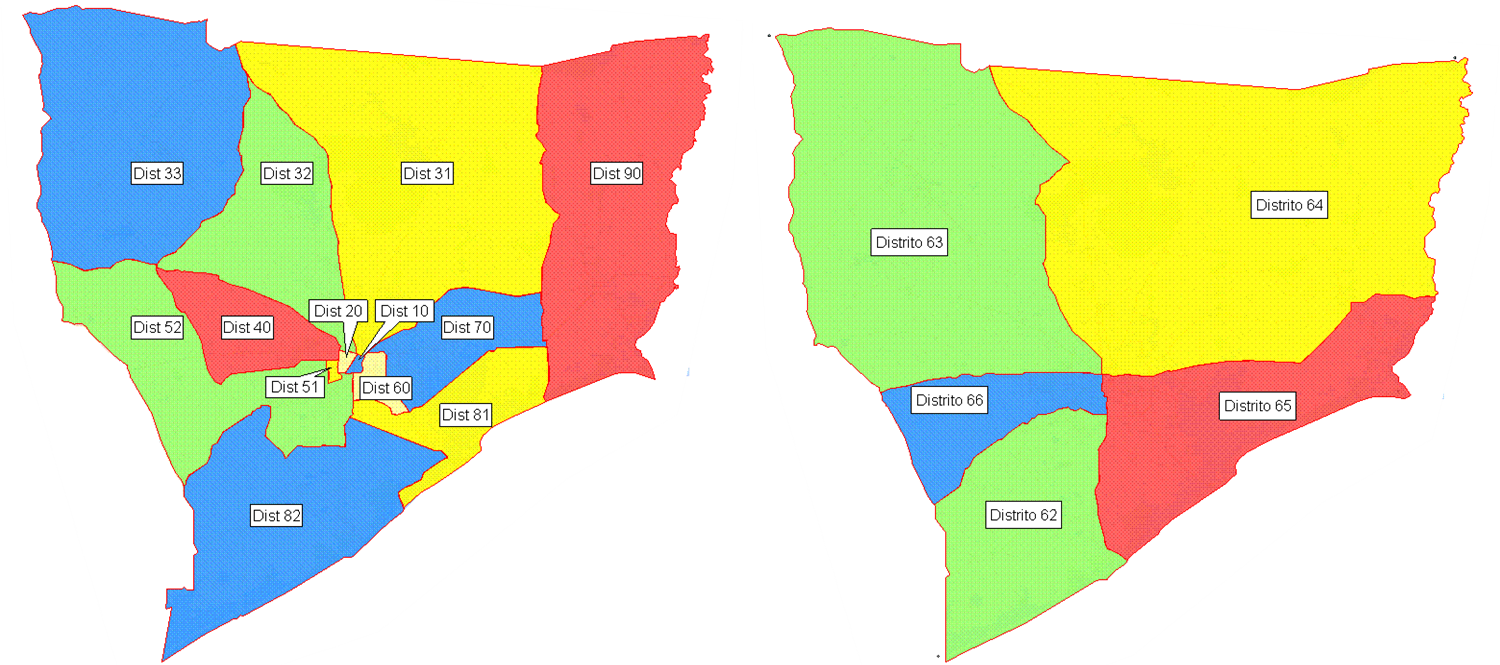 Dist 33
Dist 32
Dist 31
Dist 90
Dist 20
Dist 10
Dist 52
Dist 40
Dist 70
Dist 51
Dist 60
Dist 81
Dist 82
Distrito 64
Distrito 63
Distrito 66
Distrito 65
Distrito 62